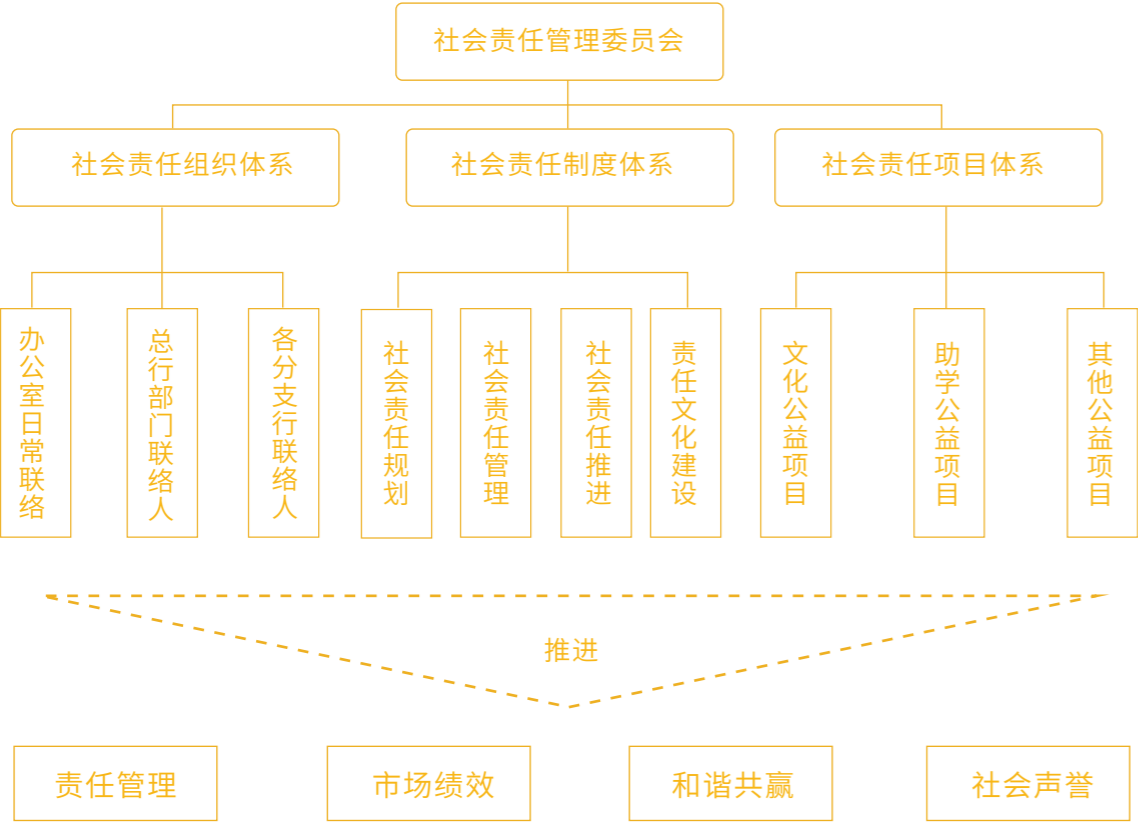 社会责任管理委员会
社会责任组织体系
社会责任制度体系
社会责任项目体系
办公室日常联络
总行部门联络人
各分支行联络人
社会责任规划
社会责任管理
社会责任推进
责任文化建设
文化公益项目
助学公益项目
其他公益项目
推进
责任管理
市场绩效
和谐共赢
社会声誉